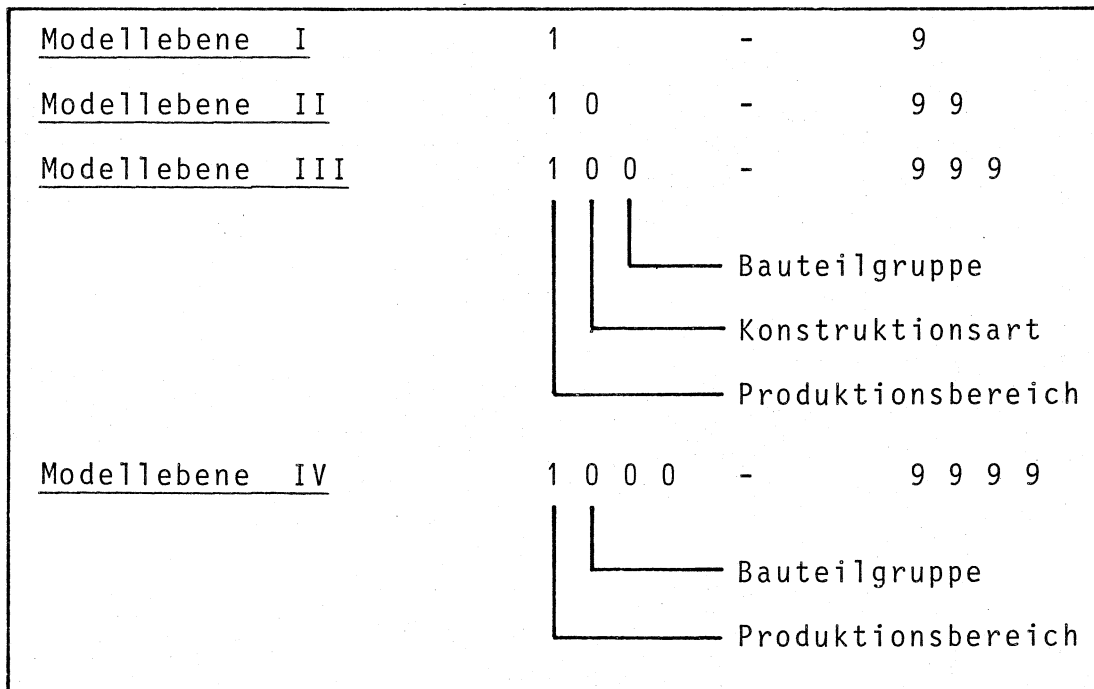 Modellebene I 1 - 9
Modellebene II 1 0 - 9 9
Modellebene III 1 0 0 - 9 9 9
Bauteilgruppe
Konstruktionsart
Produktionsbereich
Modellebene IV 1 0 0 0 - 9 9 9 9
Bauteilgruppe
Produktionsbereich